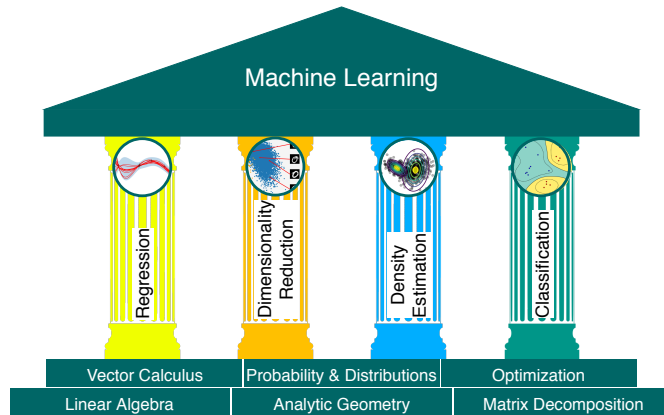 Machine Learning
Regression
Dimensionality
Reduction
Density
Estimation
Classification
Vector Calculus
Probability & Distributions
Optimization
Linear Algebra
Analytic Geometry
Matrix Decomposition